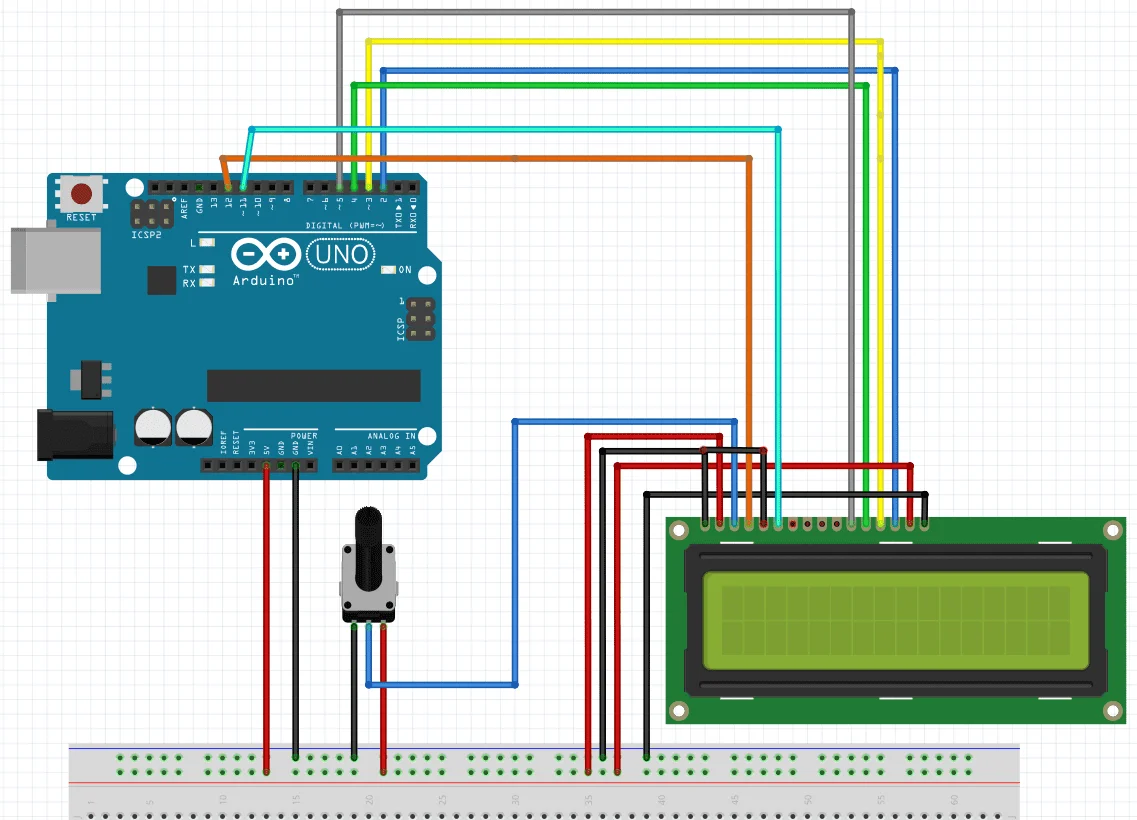 RESET
ICSP2
AREF
GND
13
12
~11
~10
~9
8
7
~6
~5
4
~3
2
TXD▶1
RXD◀0
DIGITAL (PWM=~)
L
TX
RX
UNO
Arduino™
ON
1
ICSP
IOREF
RESET
3V3
5V
GND
GND
VIN
POWER
ANALOG IN
A0
A1
A2
A3
A4
A5
1
5
10
15
20
25
30
35
40
45
50
55
60